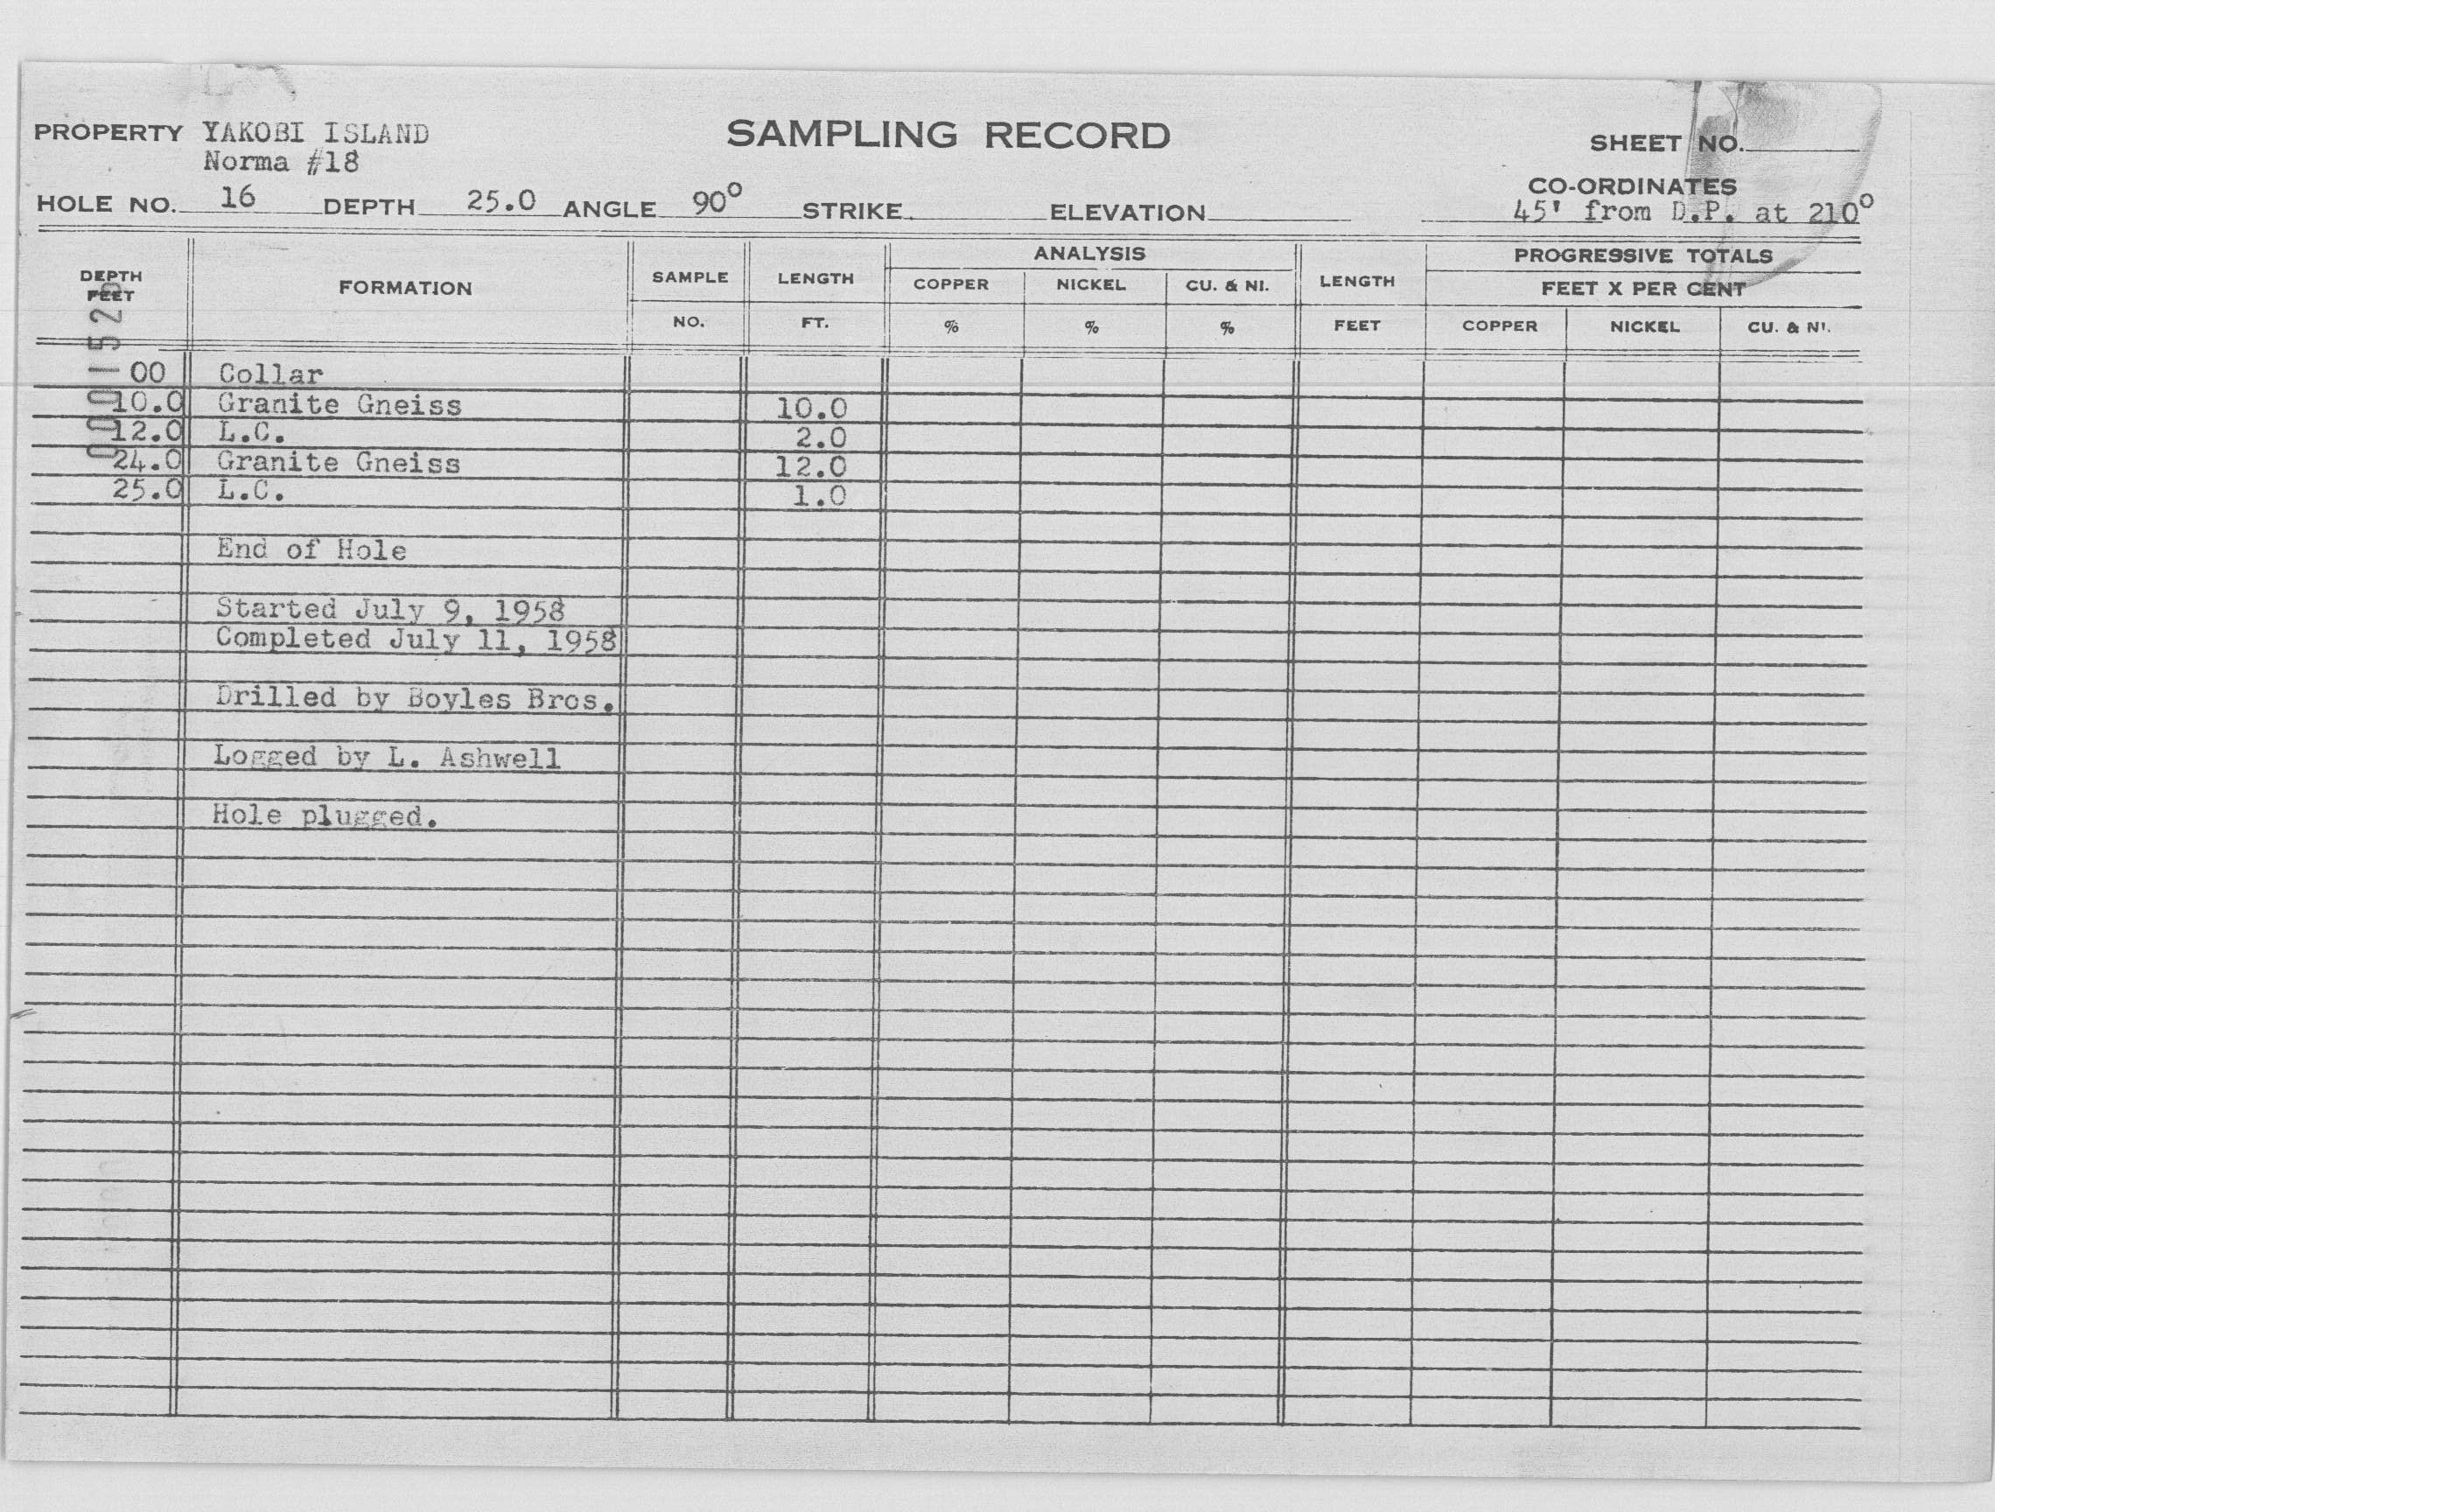 PROPERTY YAKOBI ISLAND
Norma #18
SAMPLING RECORD
SHEET NO.
HOLE NO. 16 DEPTH 25.0 ANGLE 90° STRIKE ELEVATION
CO-ORDINATES
45' from D.P. at 210°
DEPTH FEET FORMATION SAMPLE NO. LENGTH FT. ANALYSIS COPPER % NICKEL % CU. & NI. % LENGTH FEET PROGRESSIVE TOTALS FEET X PER CENT COPPER NICKEL CU. & NI.
00 Collar
10.0 Granite Gneiss 10.0
12.0 L.C. 2.0
24.0 Granite Gneiss 12.0
25.0 L.C. 1.0
End of Hole
Started July 9, 1958
Completed July 11, 1958
Drilled by Boyles Bros.
Logged by L. Ashwell
Hole plugged.